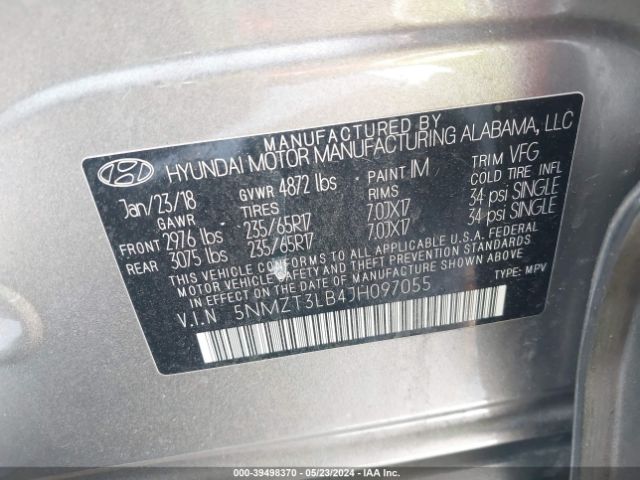 MANUFACTURED BY
HYUNDAI MOTOR MANUFACTURING ALABAMA, LLC
Jan/23/18 GVWR 4872 lbs PAINT IM TRIM VFG
GAWR TIRES RIMS COLD TIRE INFL
FRONT 2976 lbs 235/65R17 7.0JX17 34 psi SINGLE
REAR 3075 lbs 235/65R17 7.0JX17 34 psi SINGLE
THIS VEHICLE CONFORMS TO ALL APPLICABLE U.S.A. FEDERAL
MOTOR VEHICLE SAFETY AND BUMPER STANDARDS IN
EFFECT ON THE DATE OF MANUFACTURE SHOWN ABOVE.
V.I.N 5NMZT3LB4JH097055 TYPE: MPV
000-39498370 - 05/23/2024 - IAA Inc.